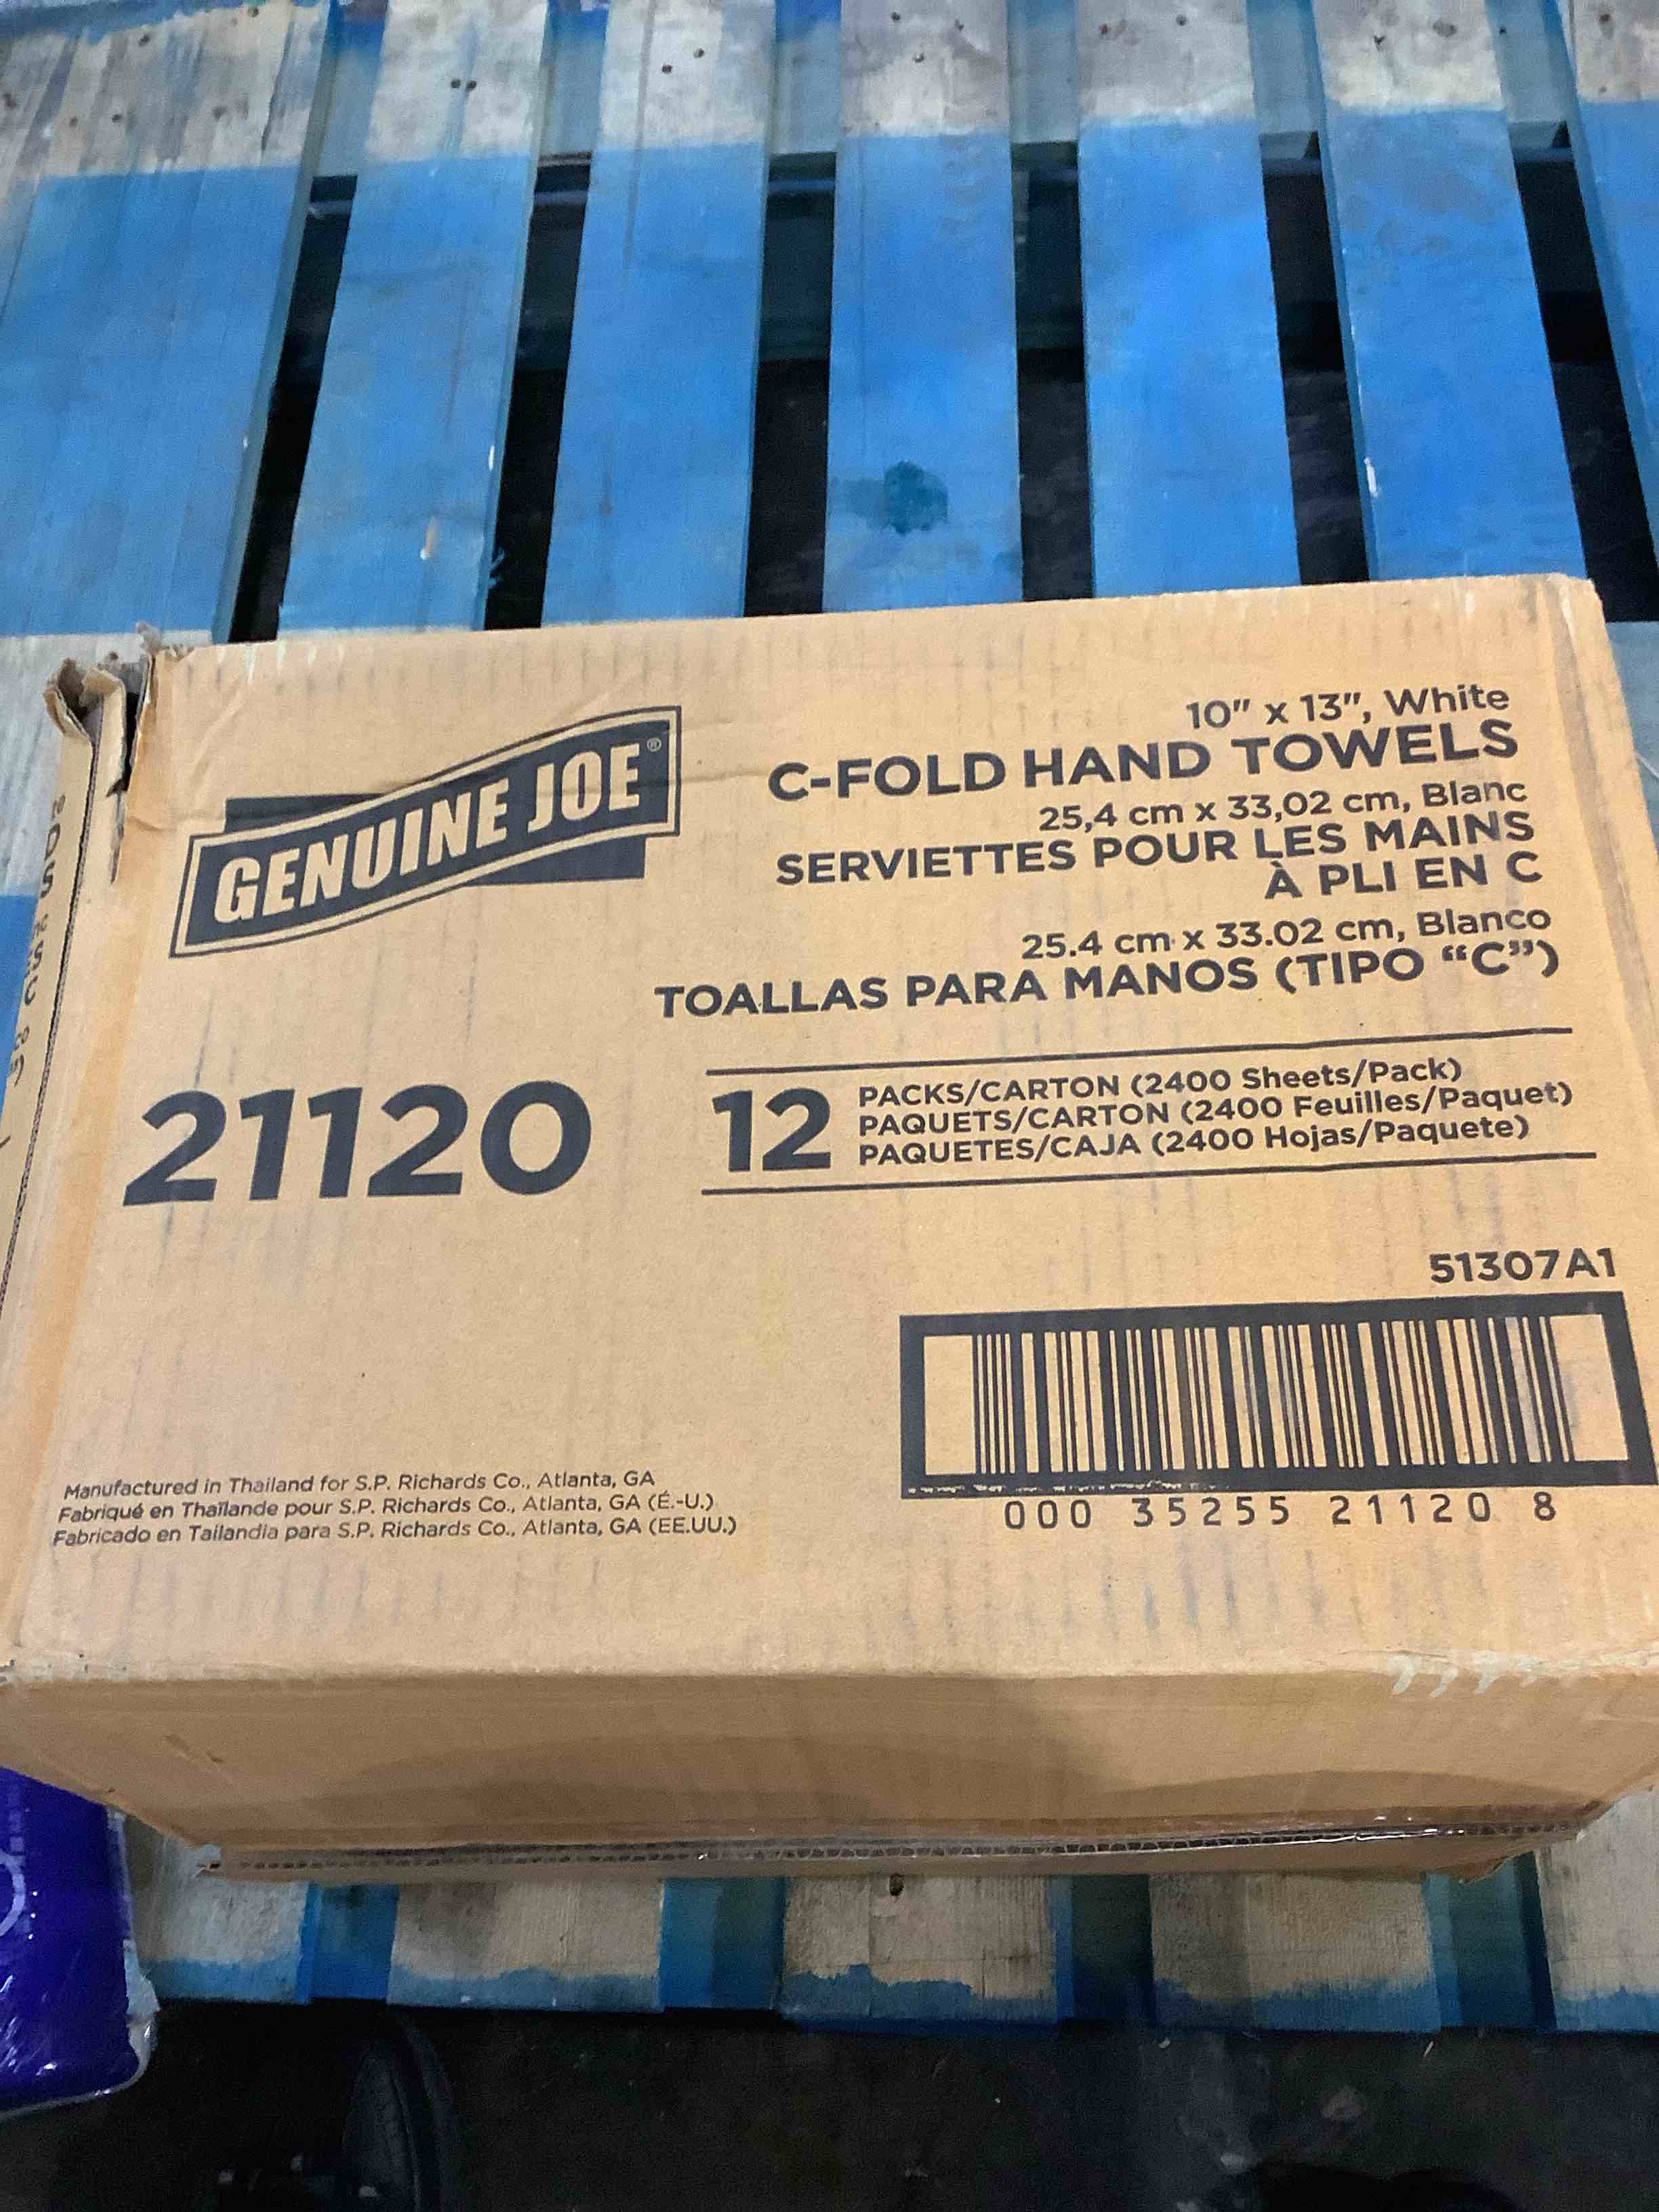 GENUINE JOE®
10" x 13", White
C-FOLD HAND TOWELS
25,4 cm x 33,02 cm, Blanc
SERVIETTES POUR LES MAINS
À PLI EN C
25.4 cm x 33.02 cm, Blanco
TOALLAS PARA MANOS (TIPO “C”)
21120
12
PACKS/CARTON (2400 Sheets/Pack)
PAQUETS/CARTON (2400 Feuilles/Paquet)
PAQUETES/CAJA (2400 Hojas/Paquete)
51307A1
000 35255 21120 8
Manufactured in Thailand for S.P. Richards Co., Atlanta, GA
Fabriqué en Thaïlande pour S.P. Richards Co., Atlanta, GA (É.-U.)
Fabricado en Tailandia para S.P. Richards Co., Atlanta, GA (EE.UU.)